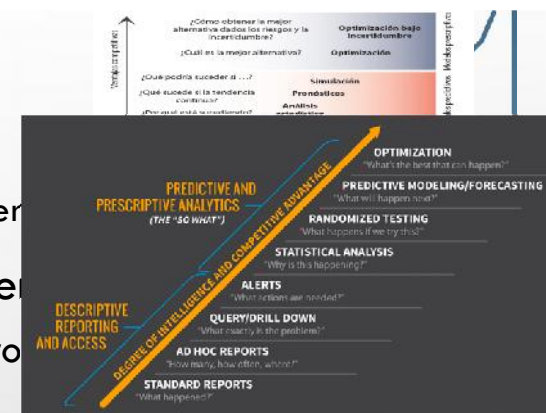 ¿Cómo obtener la mejor
alternativa dados los riesgos y la
incertidumbre?
Optimización bajo
incertidumbre
¿Cuál es la mejor alternativa?
Optimización
¿Qué podría suceder si ...?
Simulación
¿Qué sucede si la tendencia
continua?
Pronósticos
¿Por qué está sucediendo?
Análisis
OPTIMIZATION
"What's the best that can happen?"
PREDICTIVE AND
PRESCRIPTIVE ANALYTICS
(THE "SO WHAT")
PREDICTIVE MODELING/FORECASTING
"What will happen next?"
RANDOMIZED TESTING
"What happens if we try this?"
STATISTICAL ANALYSIS
"Why is this happening?"
ALERTS
"What actions are needed?"
DESCRIPTIVE
REPORTING
AND ACCESS
QUERY/DRILL DOWN
"What exactly is the problem?"
AD HOC REPORTS
"How many, how often, where?"
STANDARD REPORTS
"What happened?"
DEGREE OF INTELLIGENCE AND COMPETITIVE ADVANTAGE